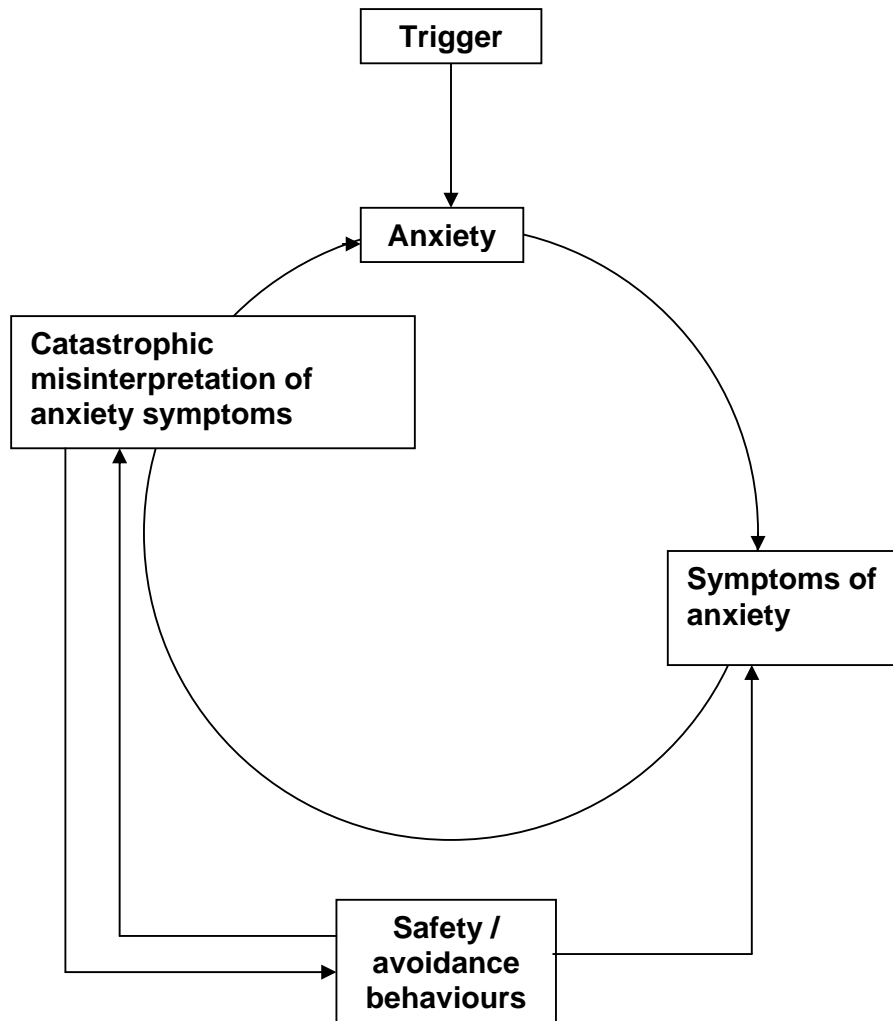 Trigger
Anxiety
Catastrophic
misinterpretation of
anxiety symptoms
Symptoms of
anxiety
Safety /
avoidance
behaviours